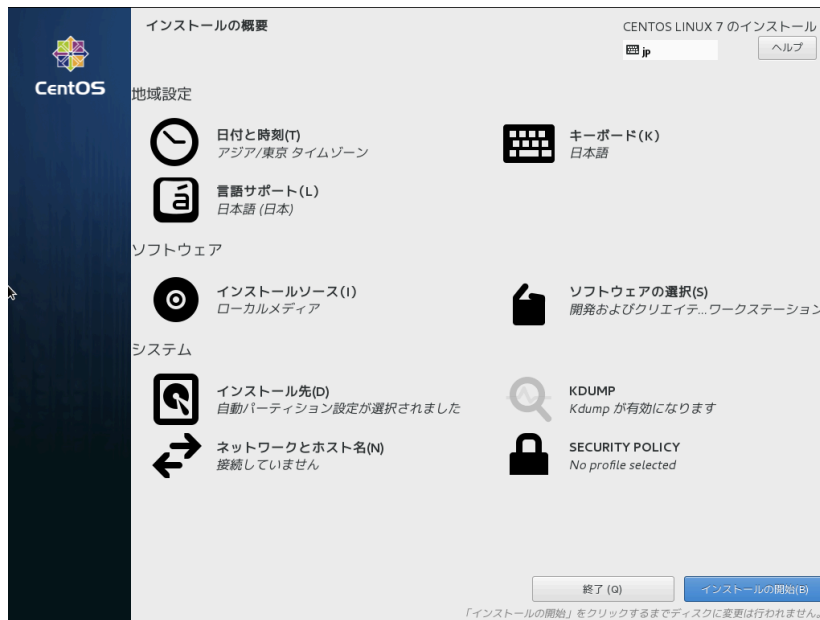 インストールの概要
CENTOS LINUX 7 のインストール
jp
ヘルプ
CentOS
地域設定
日付と時刻(T)
アジア/東京 タイムゾーン
キーボード(K)
日本語
á
言語サポート(L)
日本語 (日本)
ソフトウェア
インストールソース(I)
ローカルメディア
ソフトウェアの選択(S)
開発およびクリエイテ...ワークステーション
システム
インストール先(D)
自動パーティション設定が選択されました
KDUMP
Kdump が有効になります
ネットワークとホスト名(N)
接続していません
SECURITY POLICY
No profile selected
終了 (Q)
インストールの開始(B)
「インストールの開始」をクリックするまでディスクに変更は行われません。